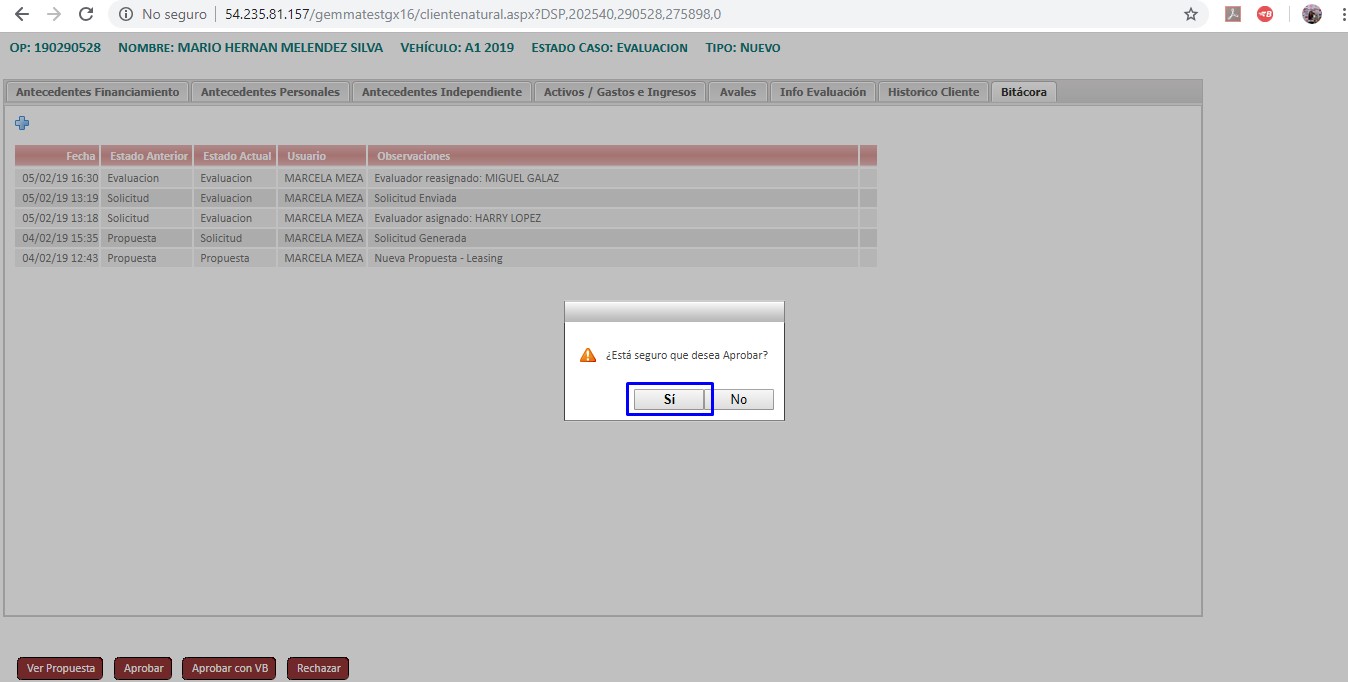 No seguro
54.235.81.157/gemmatestgx16/clientenatural.aspx?DSP,202540,290528,275898,0
OP: 190290528 NOMBRE: MARIO HERNAN MELENDEZ SILVA VEHÍCULO: A1 2019 ESTADO CASO: EVALUACION TIPO: NUEVO
Antecedentes Financiamiento Antecedentes Personales Antecedentes Independiente Activos / Gastos e Ingresos Avales Info Evaluación Historico Cliente Bitácora
Fecha Estado Anterior Estado Actual Usuario Observaciones
05/02/19 16:30 Evaluacion Evaluacion MARCELA MEZA Evaluador reasignado: MIGUEL GALAZ
05/02/19 13:19 Solicitud Evaluacion MARCELA MEZA Solicitud Enviada
05/02/19 13:18 Solicitud Evaluacion MARCELA MEZA Evaluador asignado: HARRY LOPEZ
04/02/19 15:35 Propuesta Solicitud MARCELA MEZA Solicitud Generada
04/02/19 12:43 Propuesta Propuesta MARCELA MEZA Nueva Propuesta - Leasing
¿Está seguro que desea Aprobar?
Sí No
Ver Propuesta Aprobar Aprobar con VB Rechazar